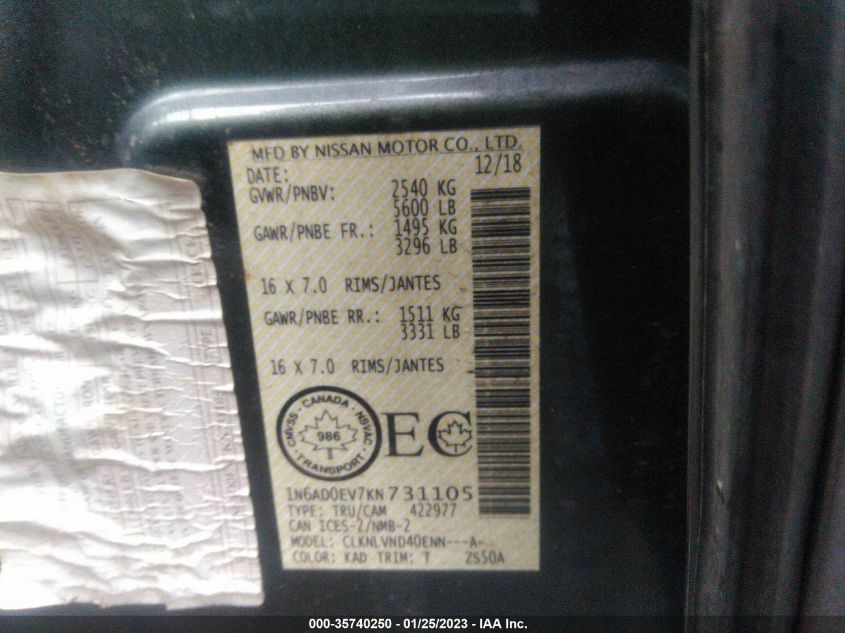 MFD BY NISSAN MOTOR CO., LTD.
DATE: 12/18
GVWR/PNBV: 2540 KG
5600 LB
GAWR/PNBE FR.: 1495 KG
3296 LB
16 X 7.0 RIMS/JANTES
GAWR/PNBE RR.: 1511 KG
3331 LB
16 X 7.0 RIMS/JANTES
CANADA
CMVSS NSVAC
986
TRANSPORT
EC
1N6AD0EV7KN731105
TYPE: TRU/CAM 422977
CAN ICES-2/NMB-2
MODEL: CLKNLVND40ENN---A-
COLOR: KAD TRIM: T ZS50A
000-35740250 - 01/25/2023 - IAA Inc.